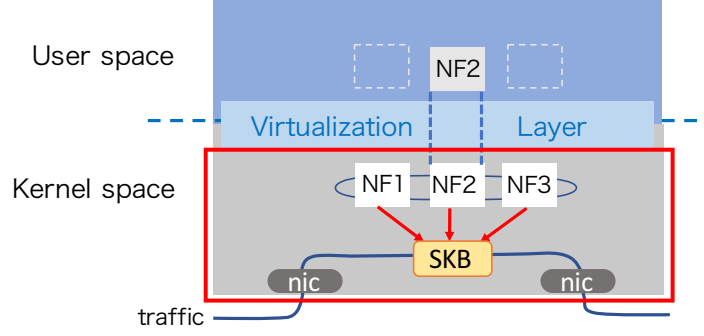 User space
NF2
Virtualization Layer
Kernel space
NF1 NF2 NF3
SKB
nic nic
traffic